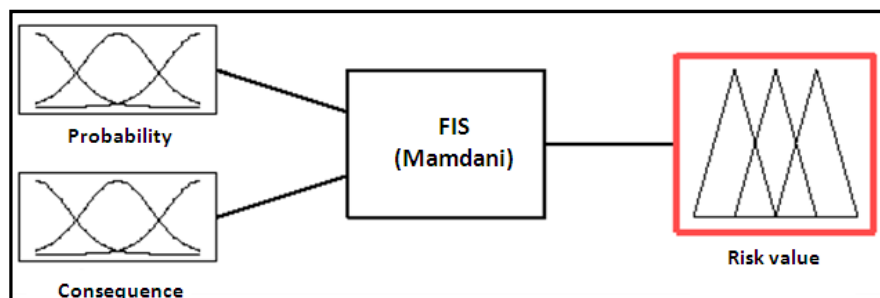 Probability
FIS
(Mamdani)
Risk value
Consequence